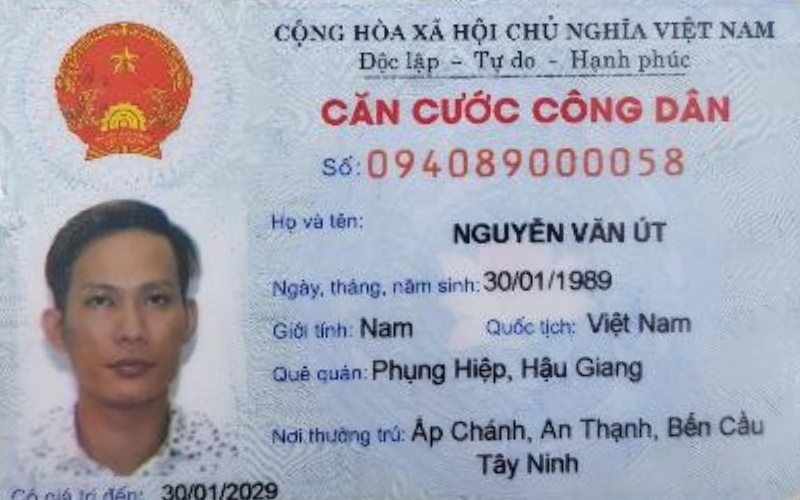 CỘNG HÒA XÃ HỘI CHỦ NGHĨA VIỆT NAM
Độc lập - Tự do - Hạnh phúc
CĂN CƯỚC CÔNG DÂN
Số: 094089000058
Họ và tên: NGUYỄN VĂN ÚT
Ngày, tháng, năm sinh: 30/01/1989
Giới tính: Nam Quốc tịch: Việt Nam
Quê quán: Phụng Hiệp, Hậu Giang
Nơi thường trú: Ấp Chánh, An Thạnh, Bến Cầu
Tây Ninh
Có giá trị đến: 30/01/2029